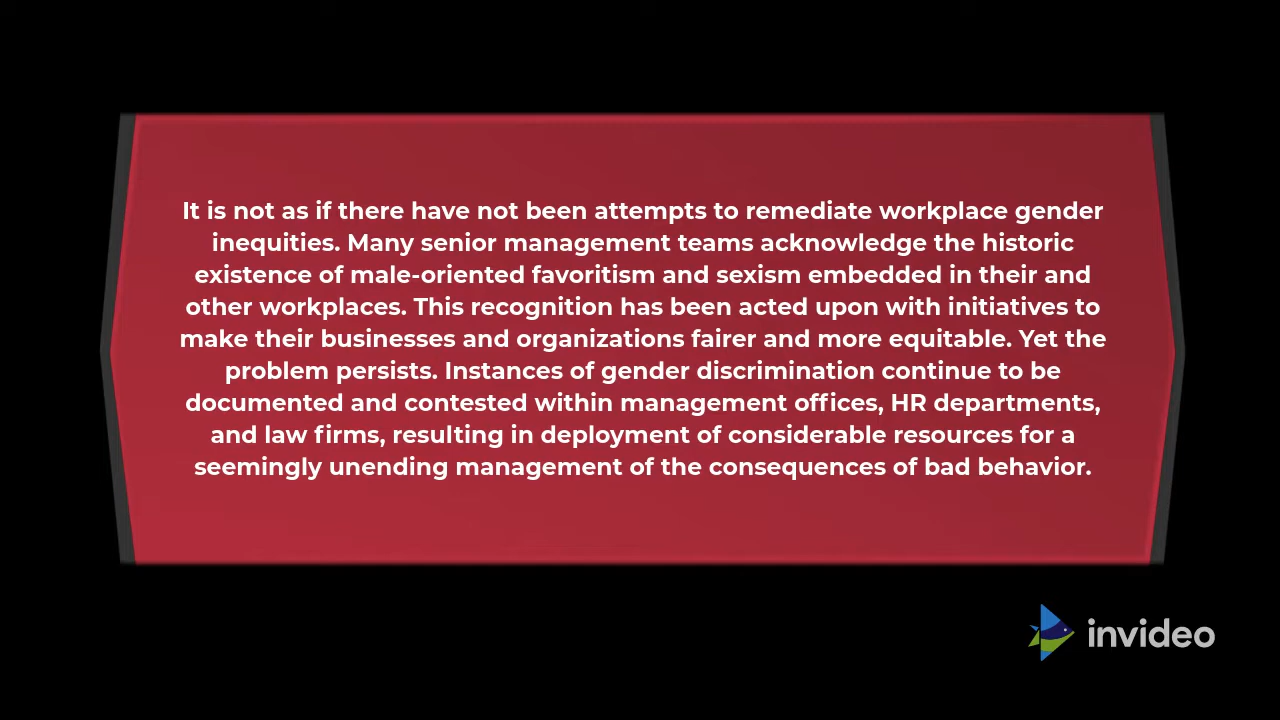 It is not as if there have not been attempts to remediate workplace gender
inequities. Many senior management teams acknowledge the historic
existence of male-oriented favoritism and sexism embedded in their and
other workplaces. This recognition has been acted upon with initiatives to
make their businesses and organizations fairer and more equitable. Yet the
problem persists. Instances of gender discrimination continue to be
documented and contested within management offices, HR departments,
and law firms, resulting in deployment of considerable resources for a
seemingly unending management of the consequences of bad behavior.
invideo